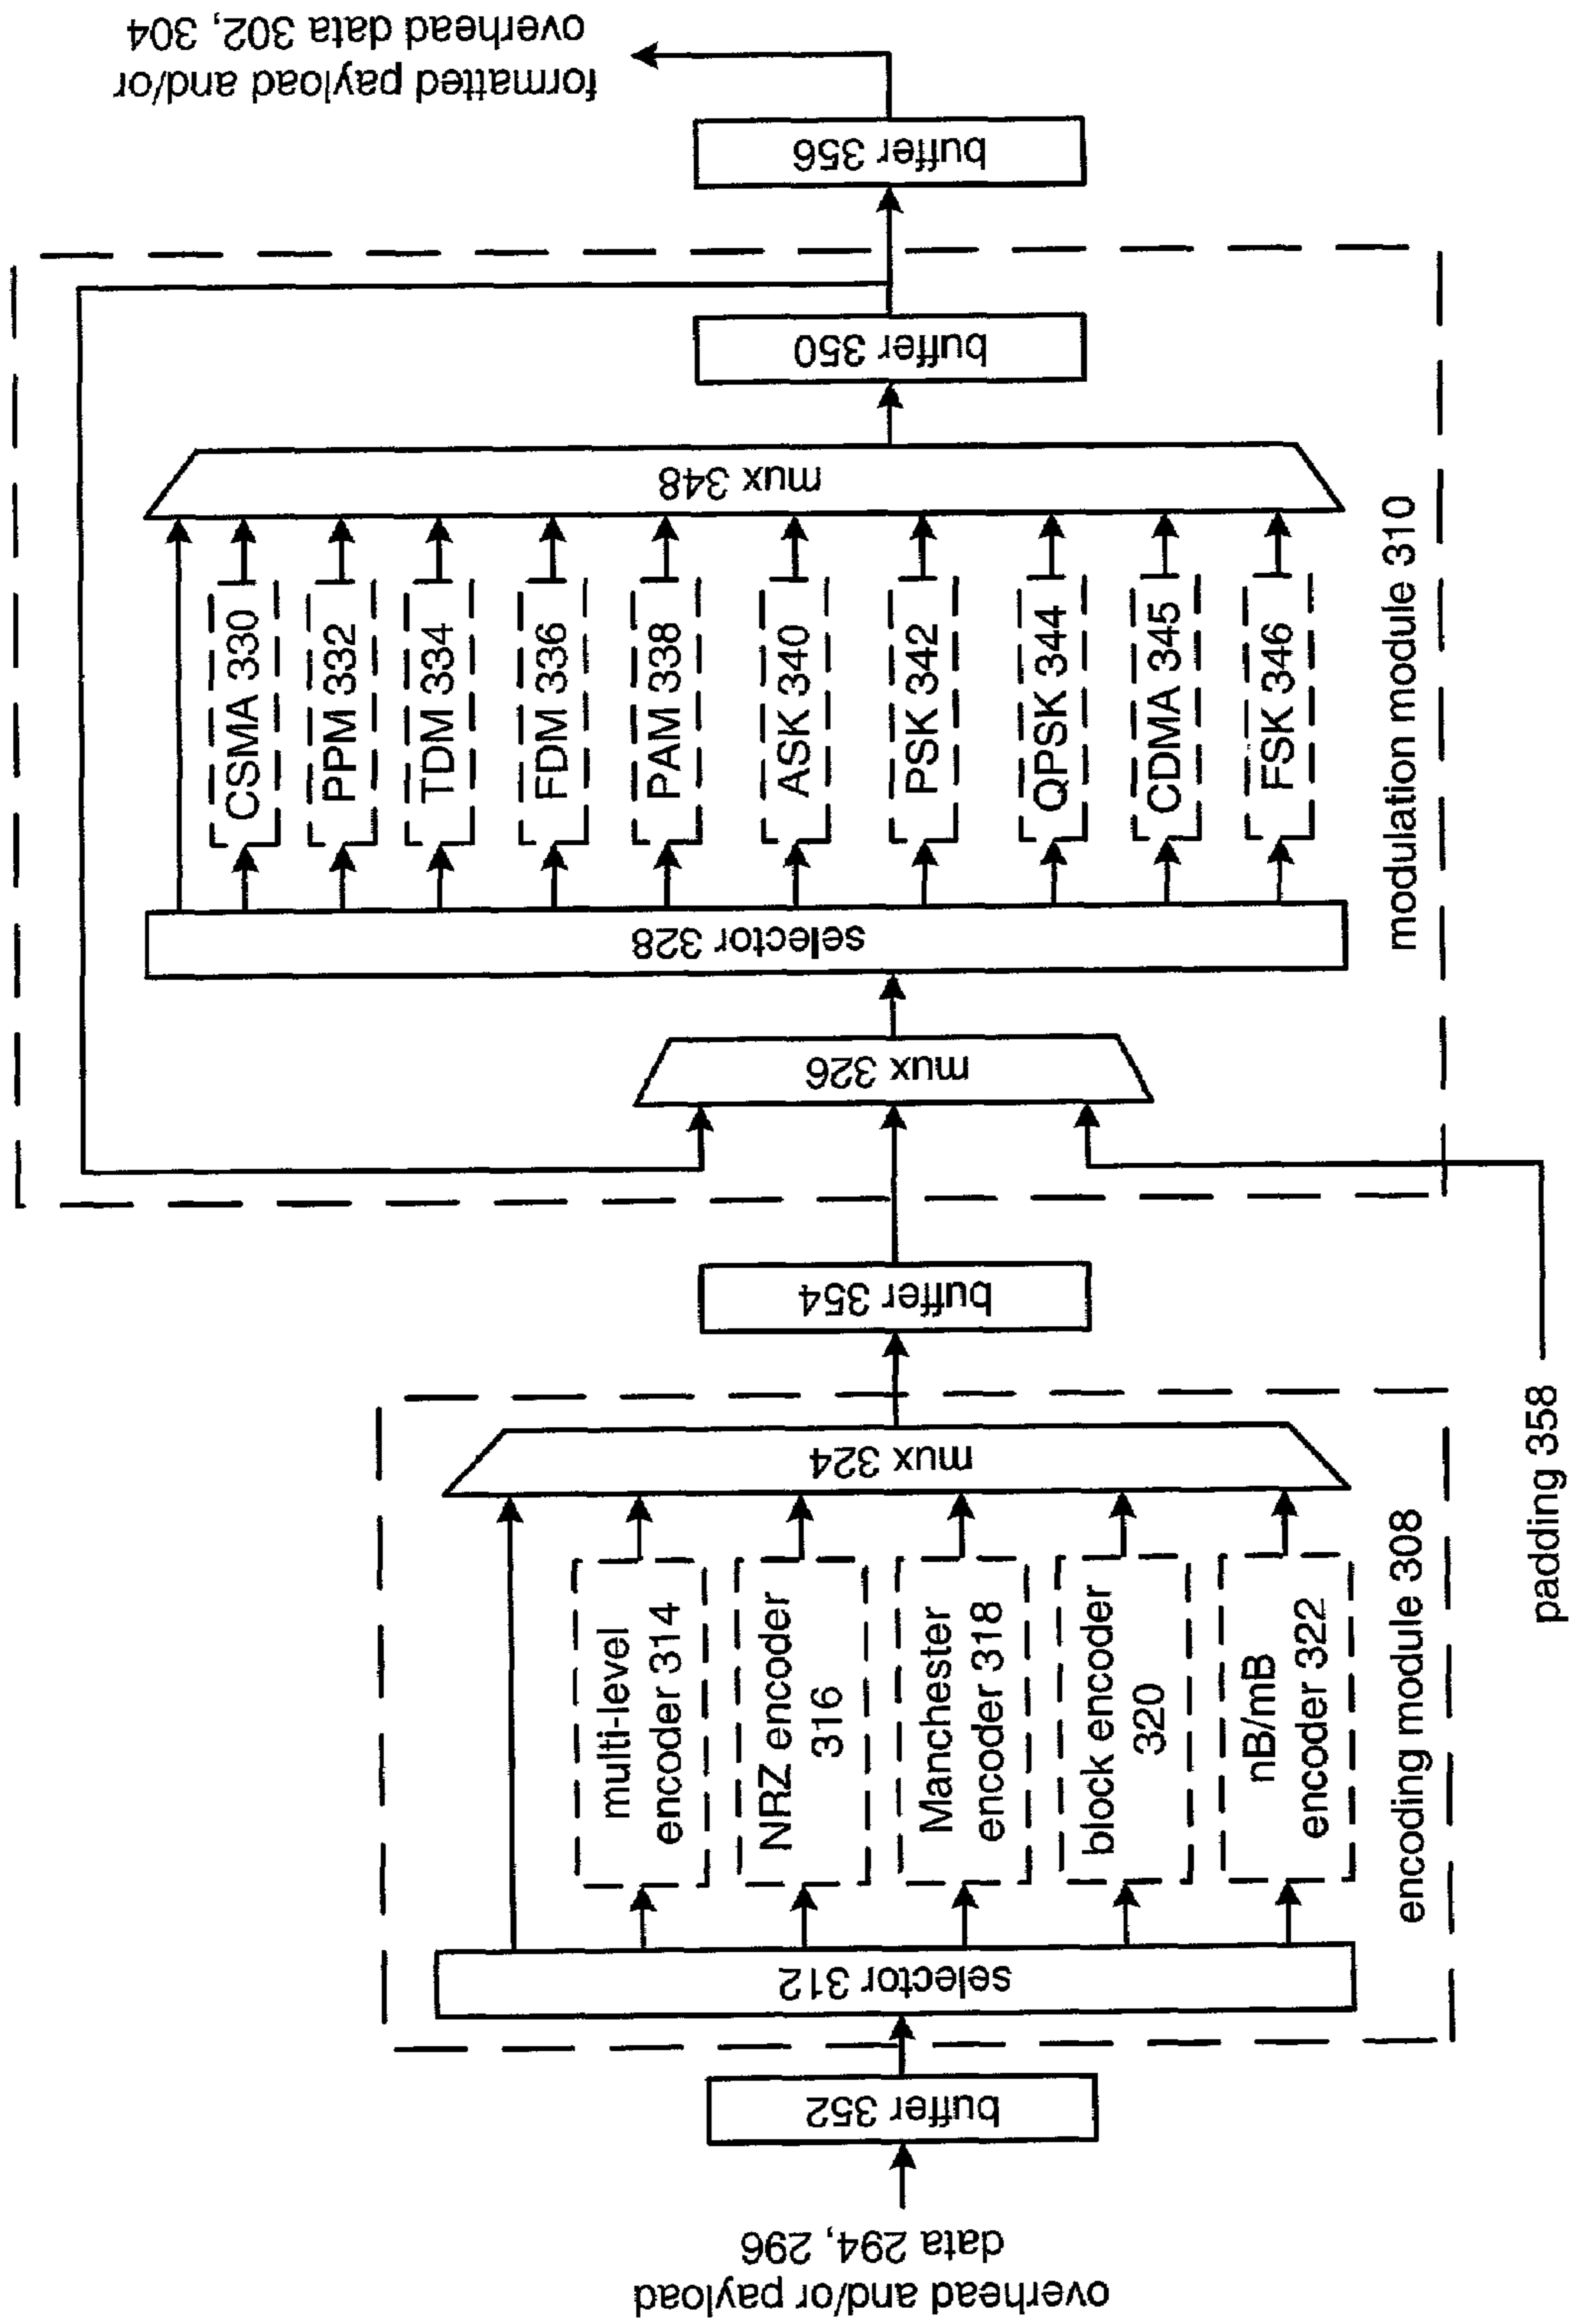 overhead and/or payload
data 294, 296
buffer 352
selector 312
multi-level
encoder 314
NRZ encoder
316
Manchester
encoder 318
block encoder
320
nB/mB
encoder 322
mux 324
encoding module 308
buffer 354
padding 358
mux 326
selector 328
CSMA 330
PPM 332
TDM 334
FDM 336
PAM 338
ASK 340
PSK 342
QPSK 344
CDMA 345
FSK 346
mux 348
buffer 350
modulation module 310
buffer 356
formatted payload and/or
overhead data 302, 304